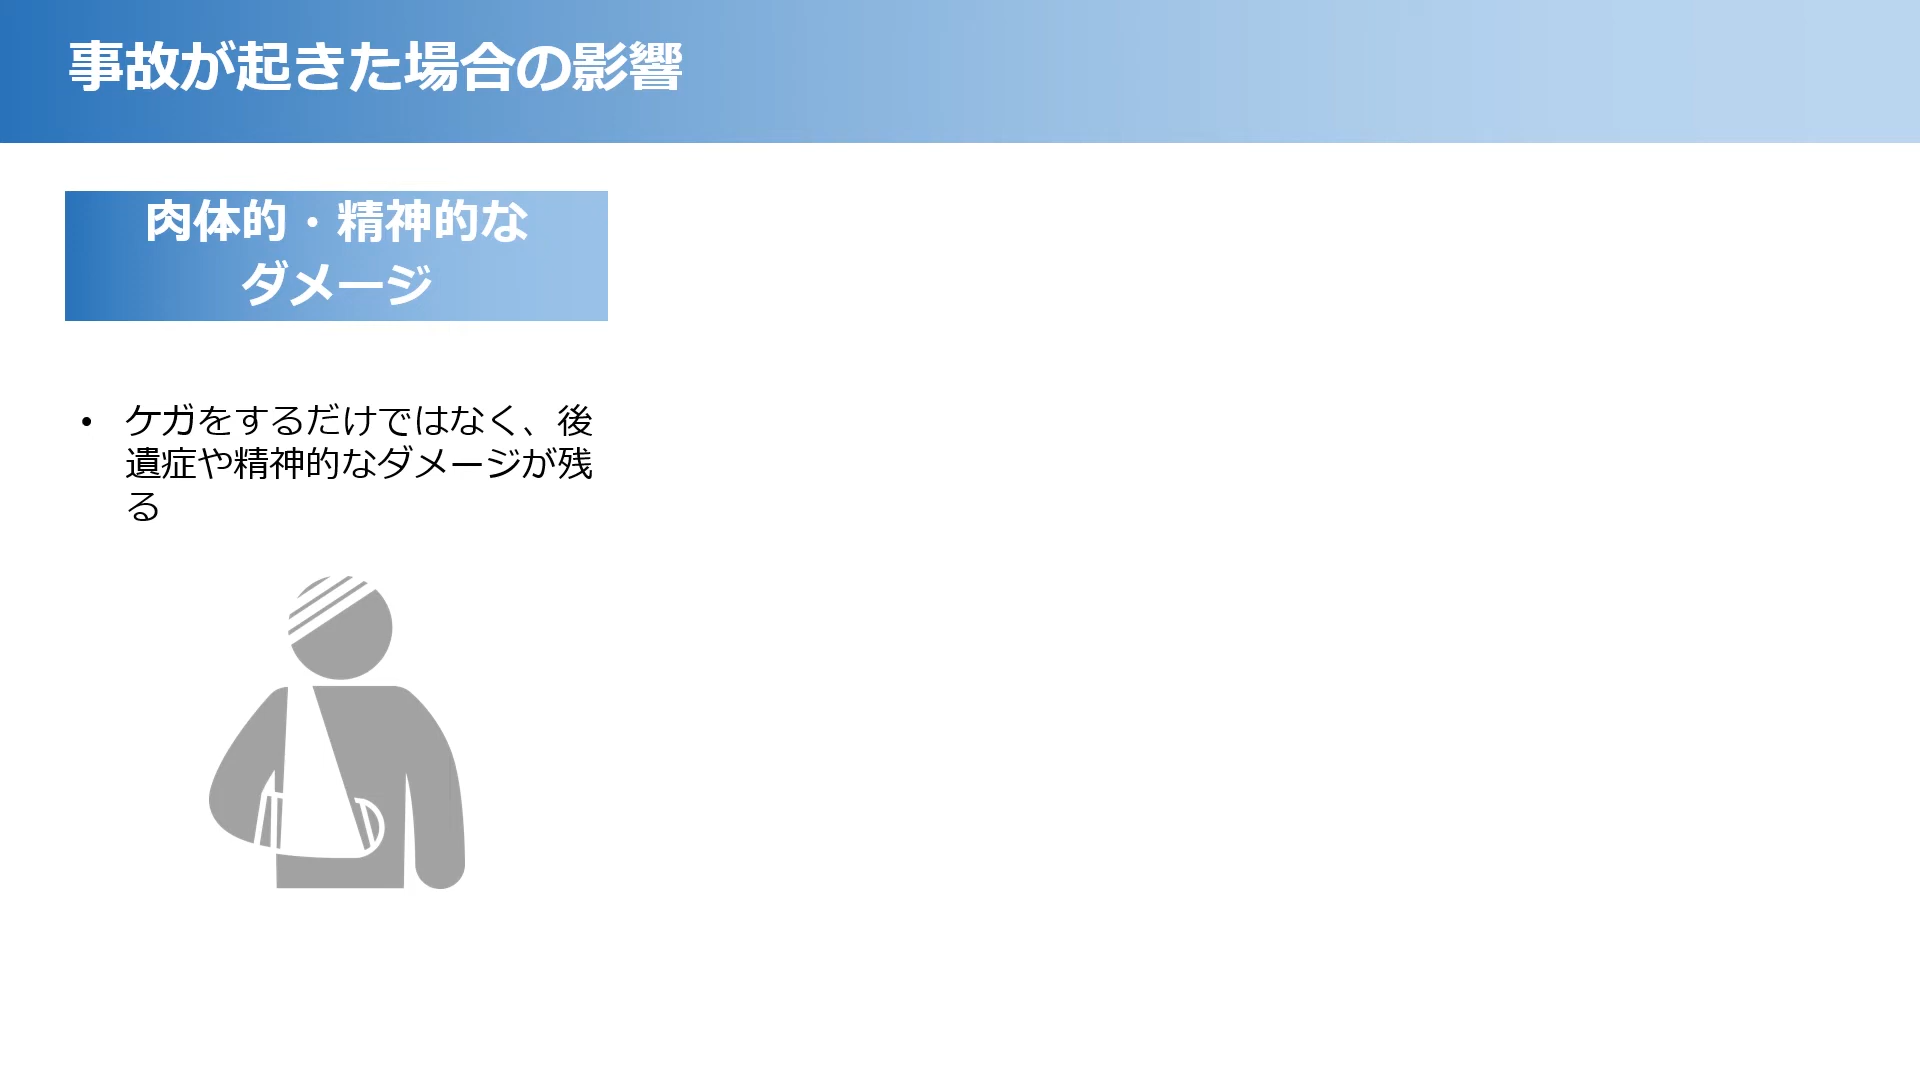 事故が起きた場合の影響
肉体的・精神的な
ダメージ
• ケガをするだけではなく、後
遺症や精神的なダメージが残
る